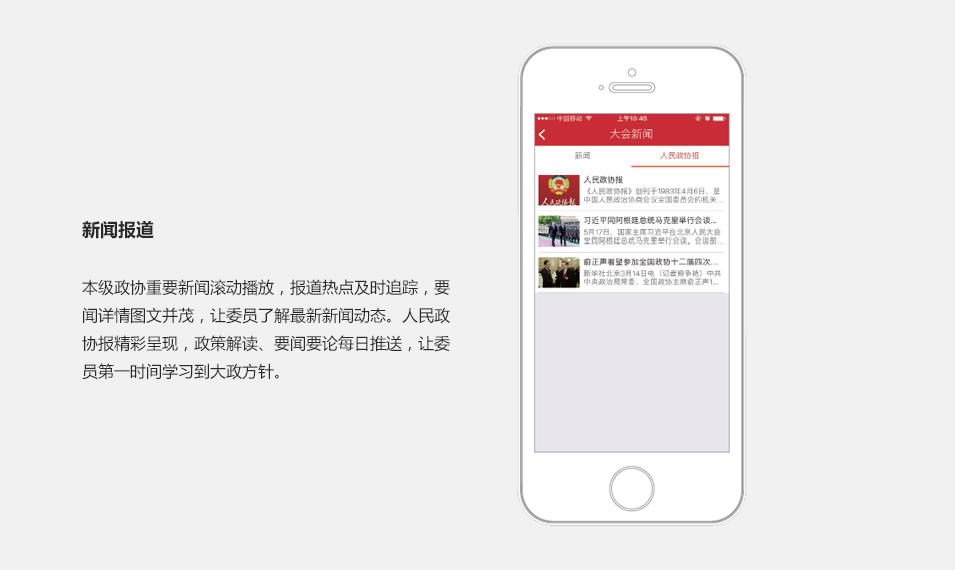 新闻报道
本级政协重要新闻滚动播放，报道热点及时追踪，要
闻详情图文并茂，让委员了解最新新闻动态。人民政
协报精彩呈现，政策解读、要闻要论每日推送，让委
员第一时间学习到大政方针。
中国移动 上午10:45
大会新闻
新闻 人民政协报
人民政协报
人民政协报
《人民政协报》创刊于1983年4月6日，是
中国人民政治协商会议全国委员会的机关...
习近平同阿根廷总统马克里举行会谈...
5月17日，国家主席习近平在北京人民大会
堂同阿根廷总统马克里举行会谈。会谈前...
俞正声看望参加全国政协十二届四次...
新华社北京3月14日电（记者熊争艳）中共
中央政治局常委、全国政协主席俞正声1...